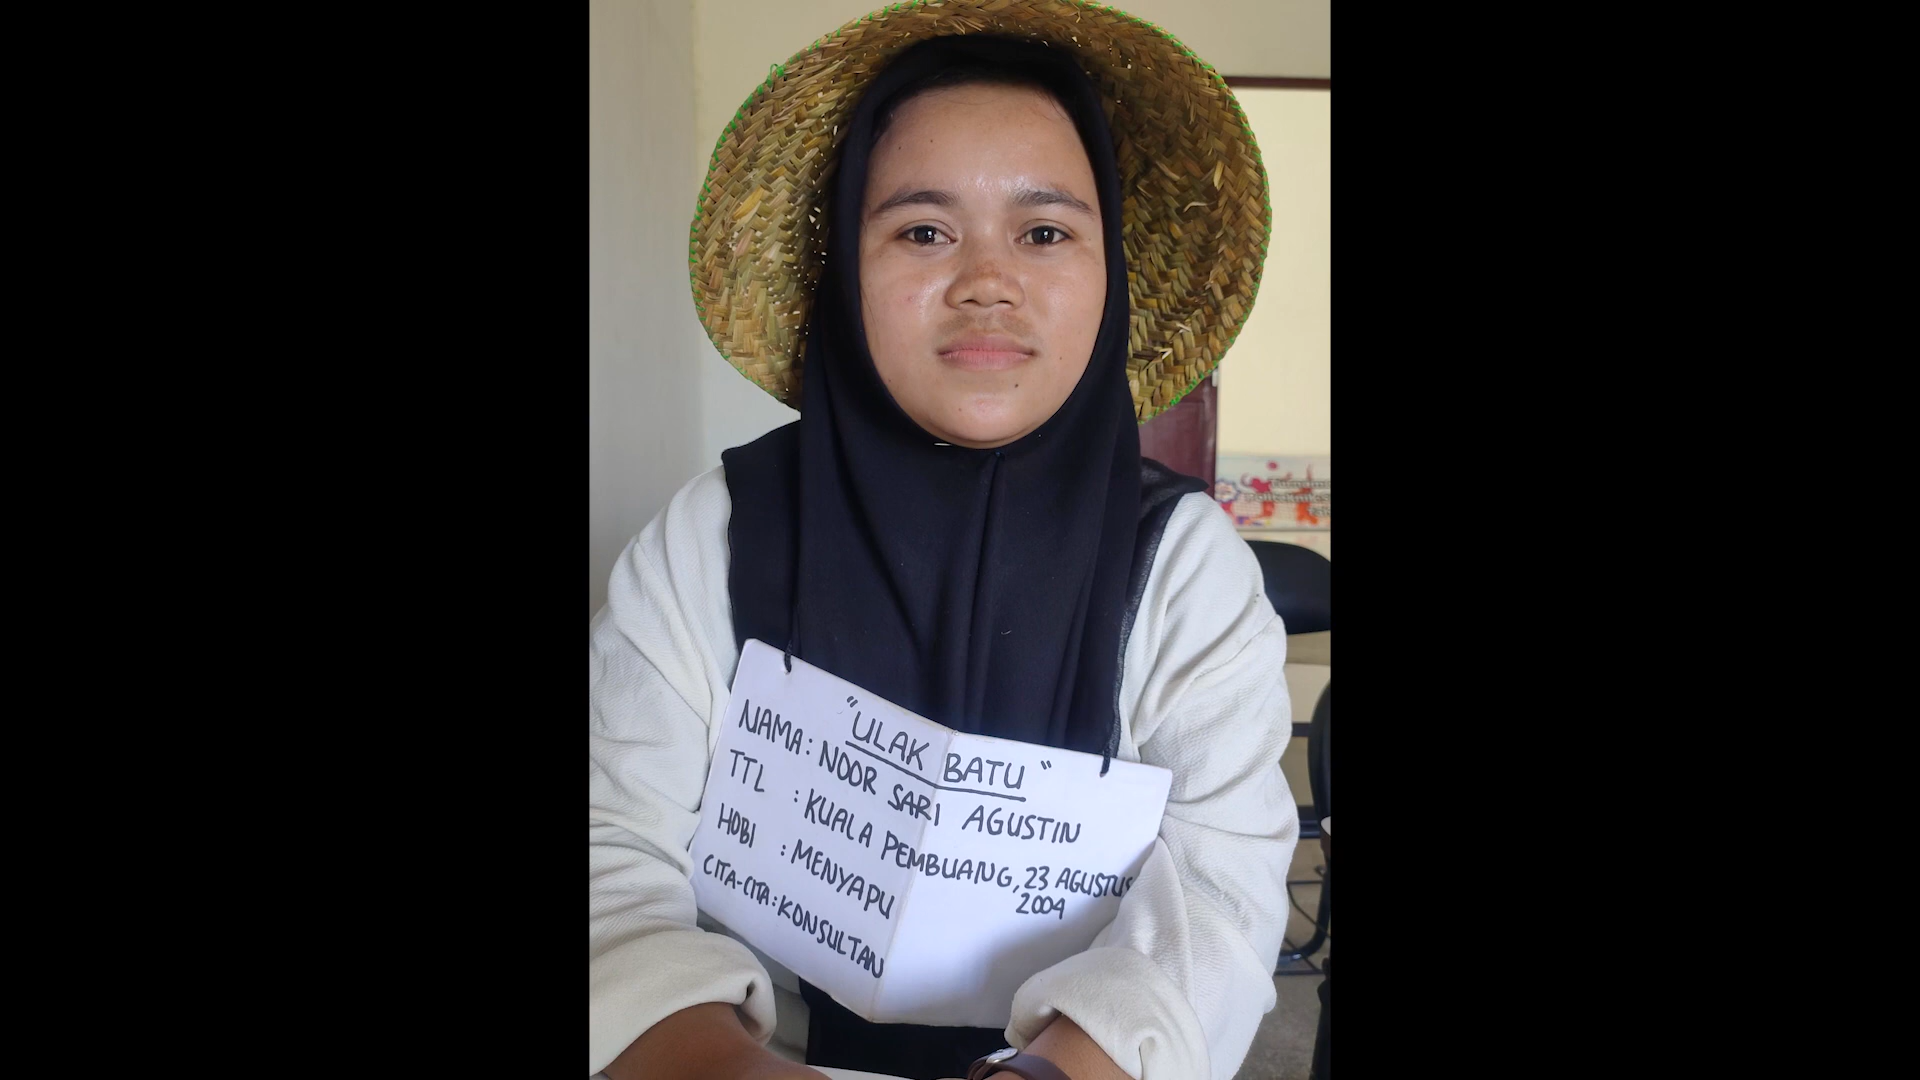 "ULAK BATU"
NAMA : NOOR SARI AGUSTIN
TTL : KUALA PEMBUANG, 23 AGUSTUS
2004
HOBI : MENYAPU
CITA-CITA : KONSULTAN